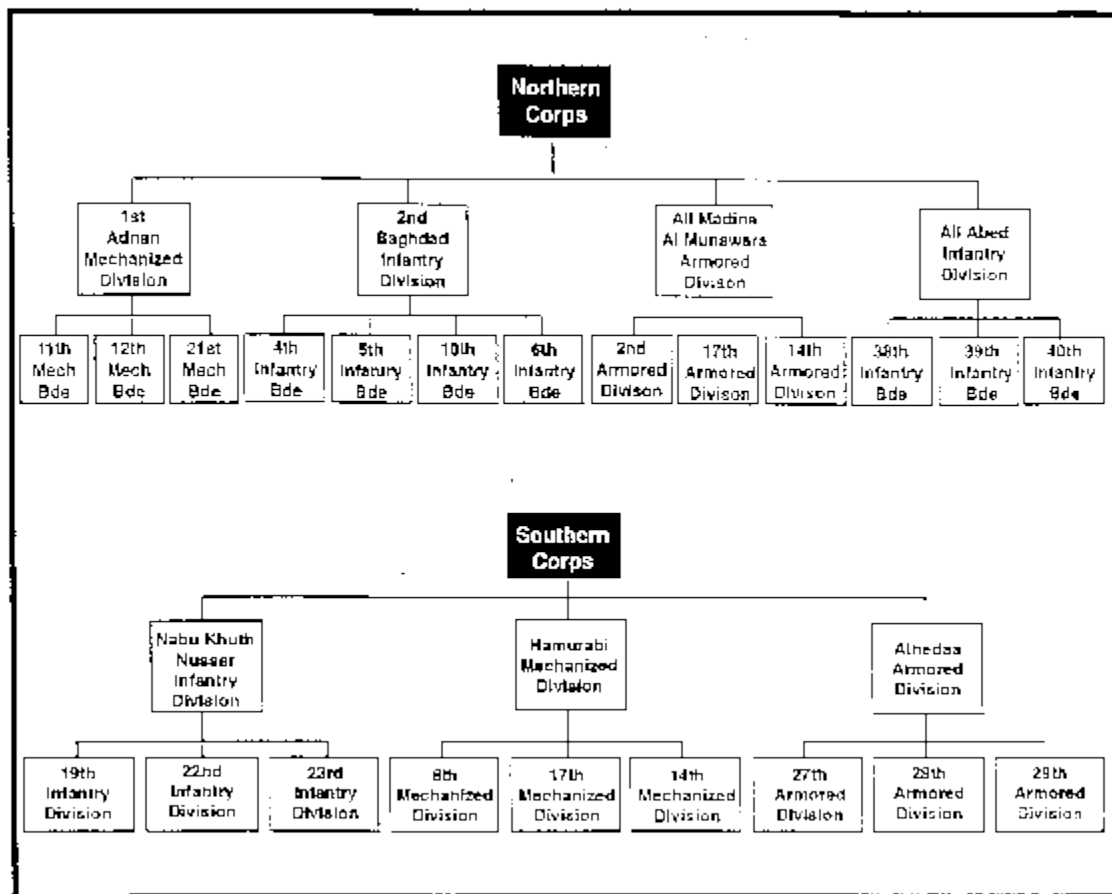 Northern
Corps
1st
Adnan
Mechanized
Division
2nd
Baghdad
Infantry
Division
All Madina
Al Munawara
Armored
Divison
Ali Abed
Infantry
Division
11th
Mech
Bde
12th
Mech
Bde
21st
Mech
Bde
4th
Infantry
Bde
5th
Infantry
Bde
10th
Infantry
Bde
6th
Infantry
Bde
2nd
Armored
Divison
17th
Armored
Divison
14th
Armored
Division
38th
Infantry
Bde
39th
Infantry
Bde
40th
Infantry
Bde
Southern
Corps
Nabu Khuth
Nusser
Infantry
Division
Hamurabi
Mechanized
Division
Alnedaa
Armored
Division
19th
Infantry
Division
22nd
Infantry
Division
23rd
Infantry
Division
8th
Mechanized
Division
17th
Mechanized
Division
14th
Mechanized
Division
27th
Armored
Division
Armored
Division
29th
Armored
Division